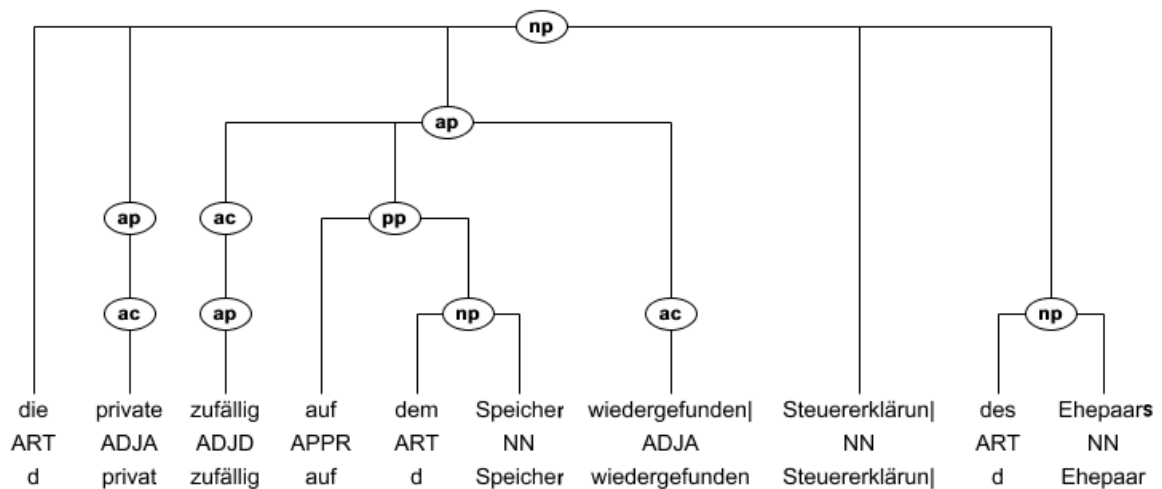 np
ap
ap ac pp
ac ap np ac np
die private zufällig auf dem Speicher wiedergefunden| Steuererklärun| des Ehepaars
ART ADJA ADJD APPR ART NN ADJA NN ART NN
d privat zufällig auf d Speicher wiedergefunden Steuererklärun| d Ehepaar